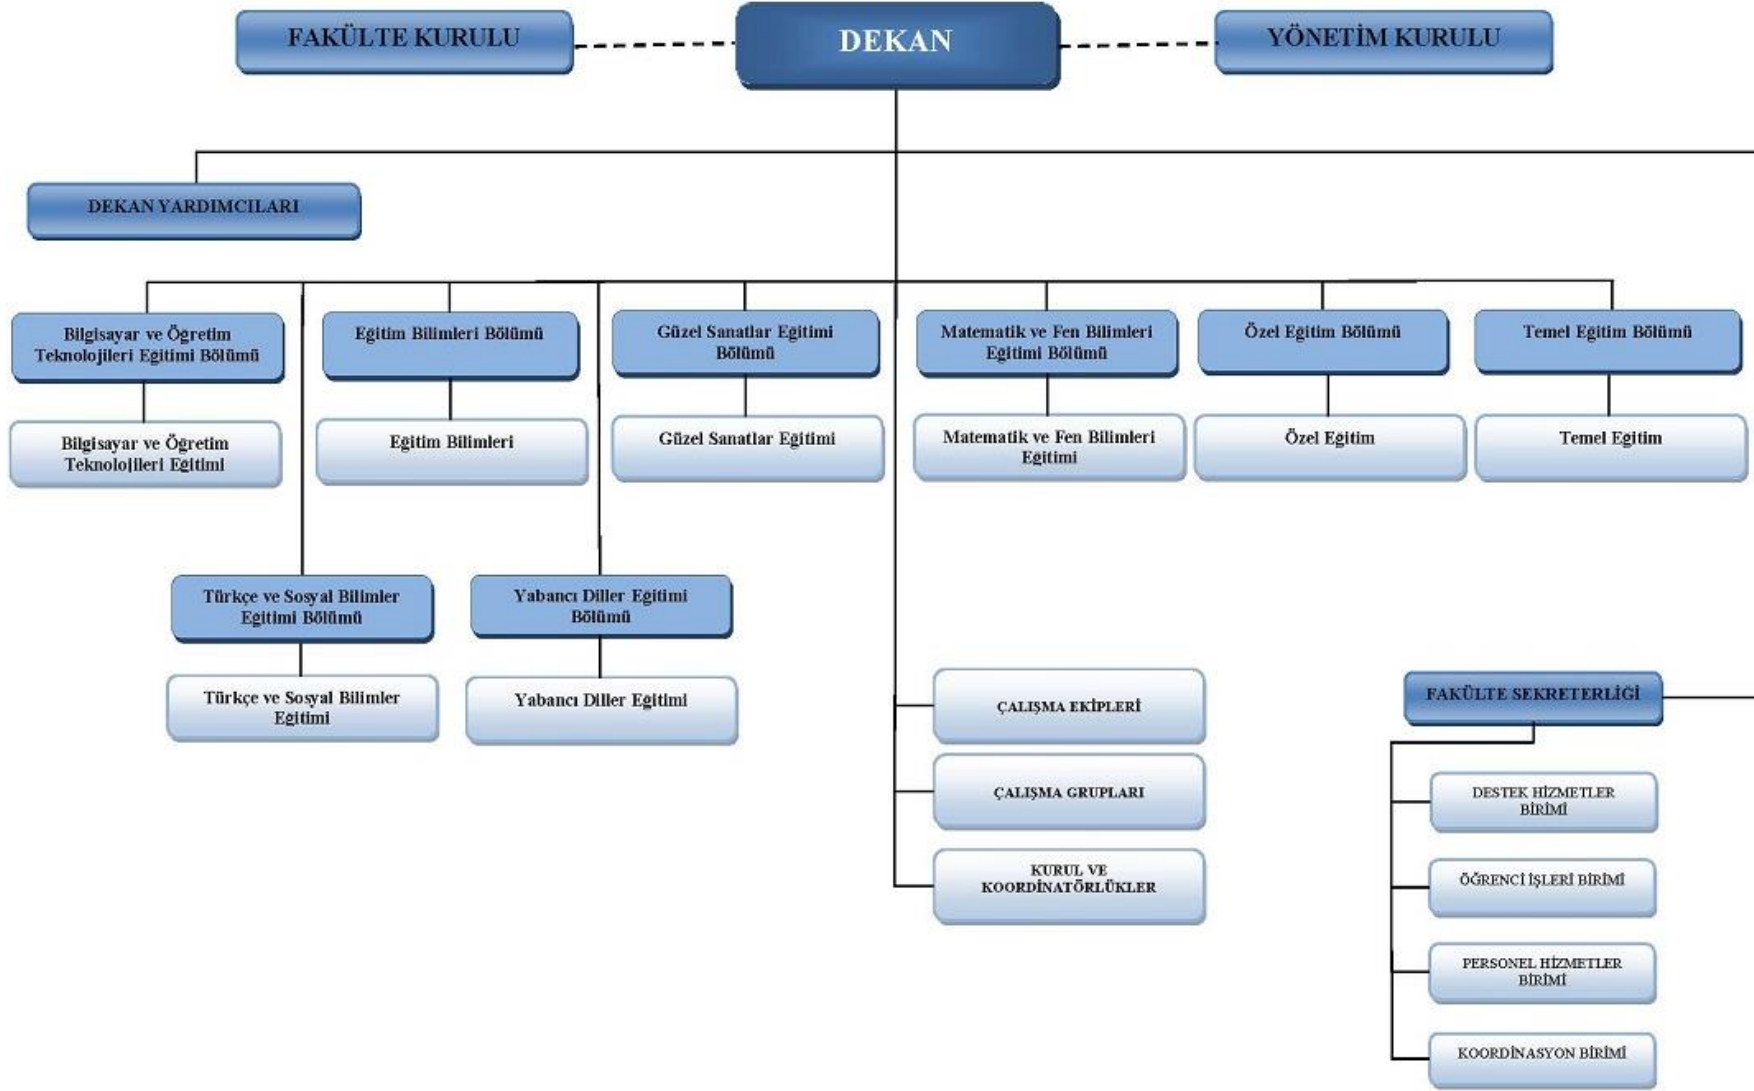 FAKÜLTE KURULU
DEKAN
YÖNETİM KURULU
DEKAN YARDIMCILARI
Bilgisayar ve Öğretim
Teknolojileri Eğitimi Bölümü
Eğitim Bilimleri Bölümü
Güzel Sanatlar Eğitimi
Bölümü
Matematik ve Fen Bilimleri
Eğitimi Bölümü
Özel Eğitim Bölümü
Temel Eğitim Bölümü
Bilgisayar ve Öğretim
Teknolojileri Eğitimi
Eğitim Bilimleri
Güzel Sanatlar Eğitimi
Matematik ve Fen Bilimleri
Eğitimi
Özel Eğitim
Temel Eğitim
Türkçe ve Sosyal Bilimler
Eğitimi Bölümü
Yabancı Diller Eğitimi
Bölümü
Türkçe ve Sosyal Bilimler
Eğitimi
Yabancı Diller Eğitimi
ÇALIŞMA EKİPLERİ
ÇALIŞMA GRUPLARI
KURUL VE
KOORDİNATÖRLÜKLER
FAKÜLTE SEKRETERLİĞİ
DESTEK HİZMETLER
BİRİMİ
ÖĞRENCİ İŞLERİ BİRİMİ
PERSONEL HİZMETLER
BİRİMİ
KOORDİNASYON BİRİMİ